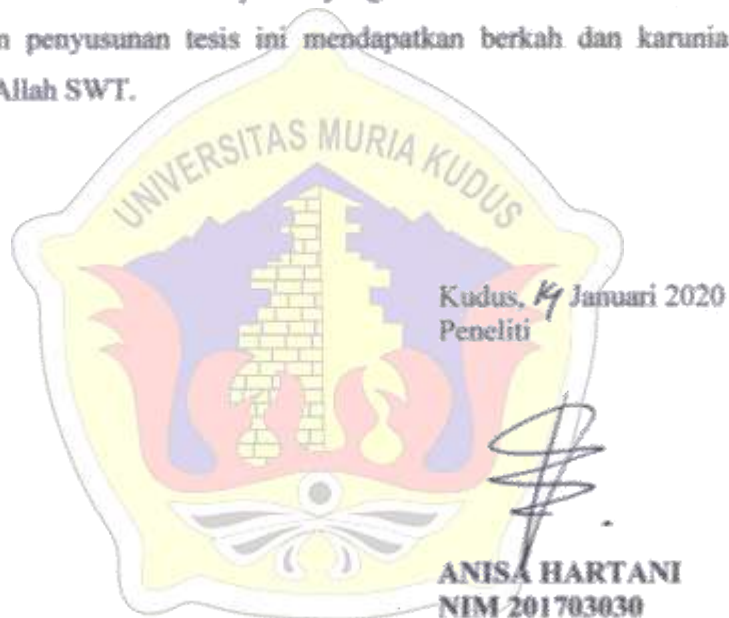 n penyusunan tesis ini mendapatkan berkah dan karunia
Allah SWT.
UNIVERSITAS MURIA KUDUS
Kudus, 14 Januari 2020
Peneliti
ANISA HARTANI
NIM 201703030